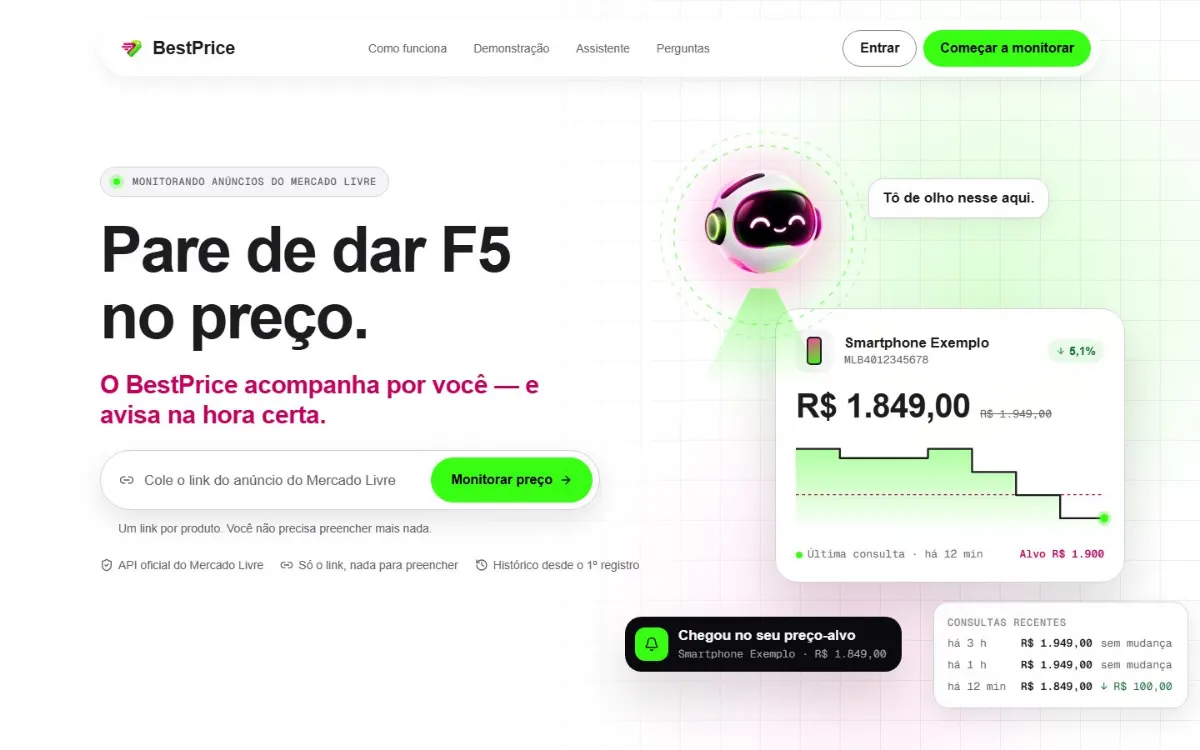 BestPrice
Como funciona
Demonstração
Assistente
Perguntas
Entrar
Começar a monitorar
MONITORANDO ANÚNCIOS DO MERCADO LIVRE
Pare de dar F5
no preço.
O BestPrice acompanha por você — e
avisa na hora certa.
Cole o link do anúncio do Mercado Livre
Monitorar preço →
Um link por produto. Você não precisa preencher mais nada.
API oficial do Mercado Livre
Só o link, nada para preencher
Histórico desde o 1º registro
Tô de olho nesse aqui.
Smartphone Exemplo
MLB4012345678
↓ 5,1%
R$ 1.849,00 R$ 1.949,00
Última consulta · há 12 min
Alvo R$ 1.900
Chegou no seu preço-alvo
Smartphone Exemplo · R$ 1.849,00
CONSULTAS RECENTES
há 3 h R$ 1.949,00 sem mudança
há 1 h R$ 1.949,00 sem mudança
há 12 min R$ 1.849,00 ↓ R$ 100,00